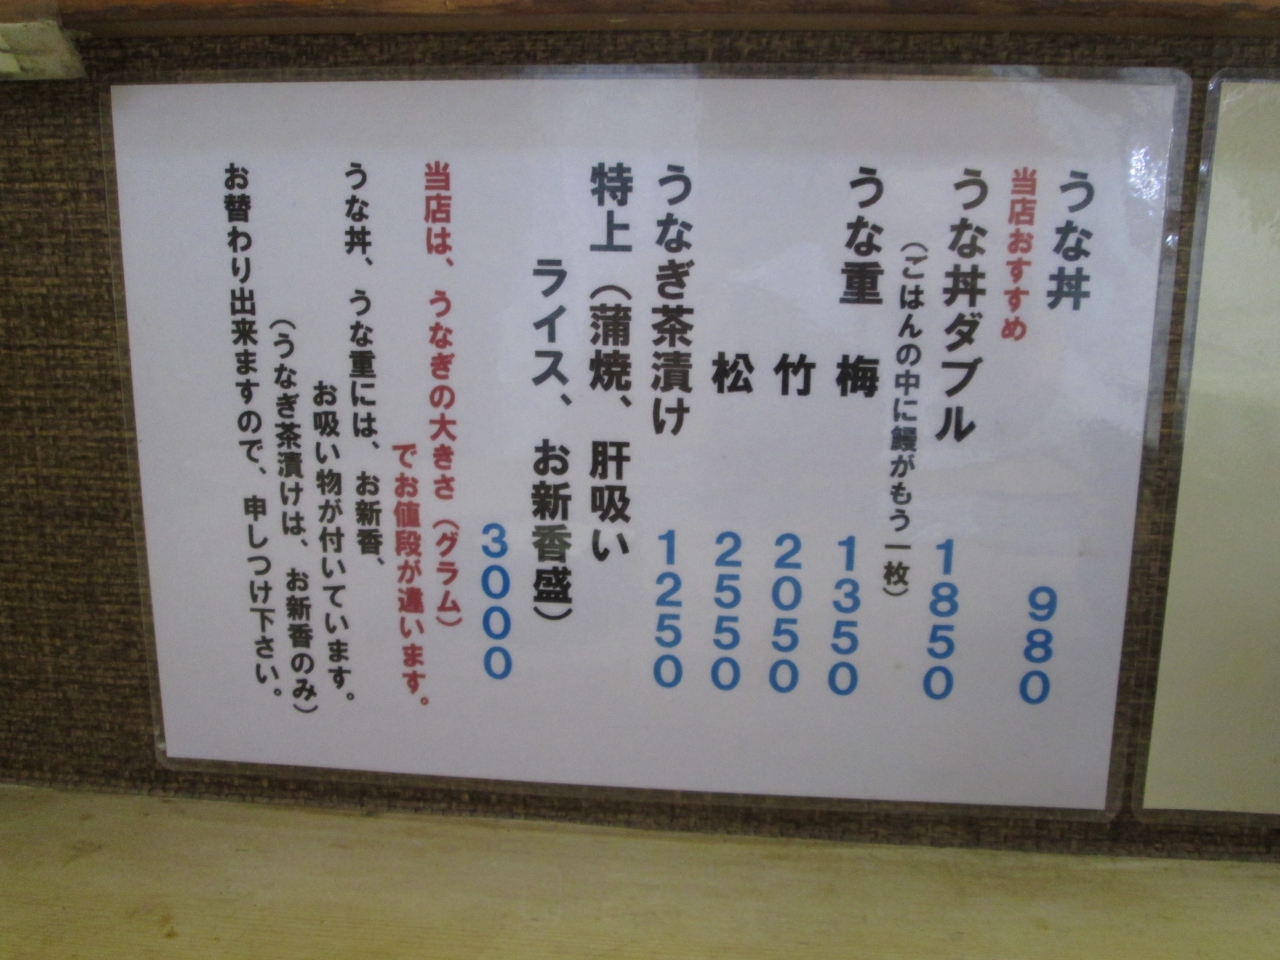 うな丼 980
当店おすすめ
うな丼ダブル 1850
（ごはんの中に鰻がもう一枚）
うな重 梅 1350
竹 2050
松 2550
うなぎ茶漬け 1250
特上（蒲焼、肝吸い
ライス、お新香盛）
3000
当店は、うなぎの大きさ（グラム）
でお値段が違います。
うな丼、うな重には、お新香、
お吸い物が付いています。
（うなぎ茶漬けは、お新香のみ）
お替わり出来ますので、申しつけ下さい。